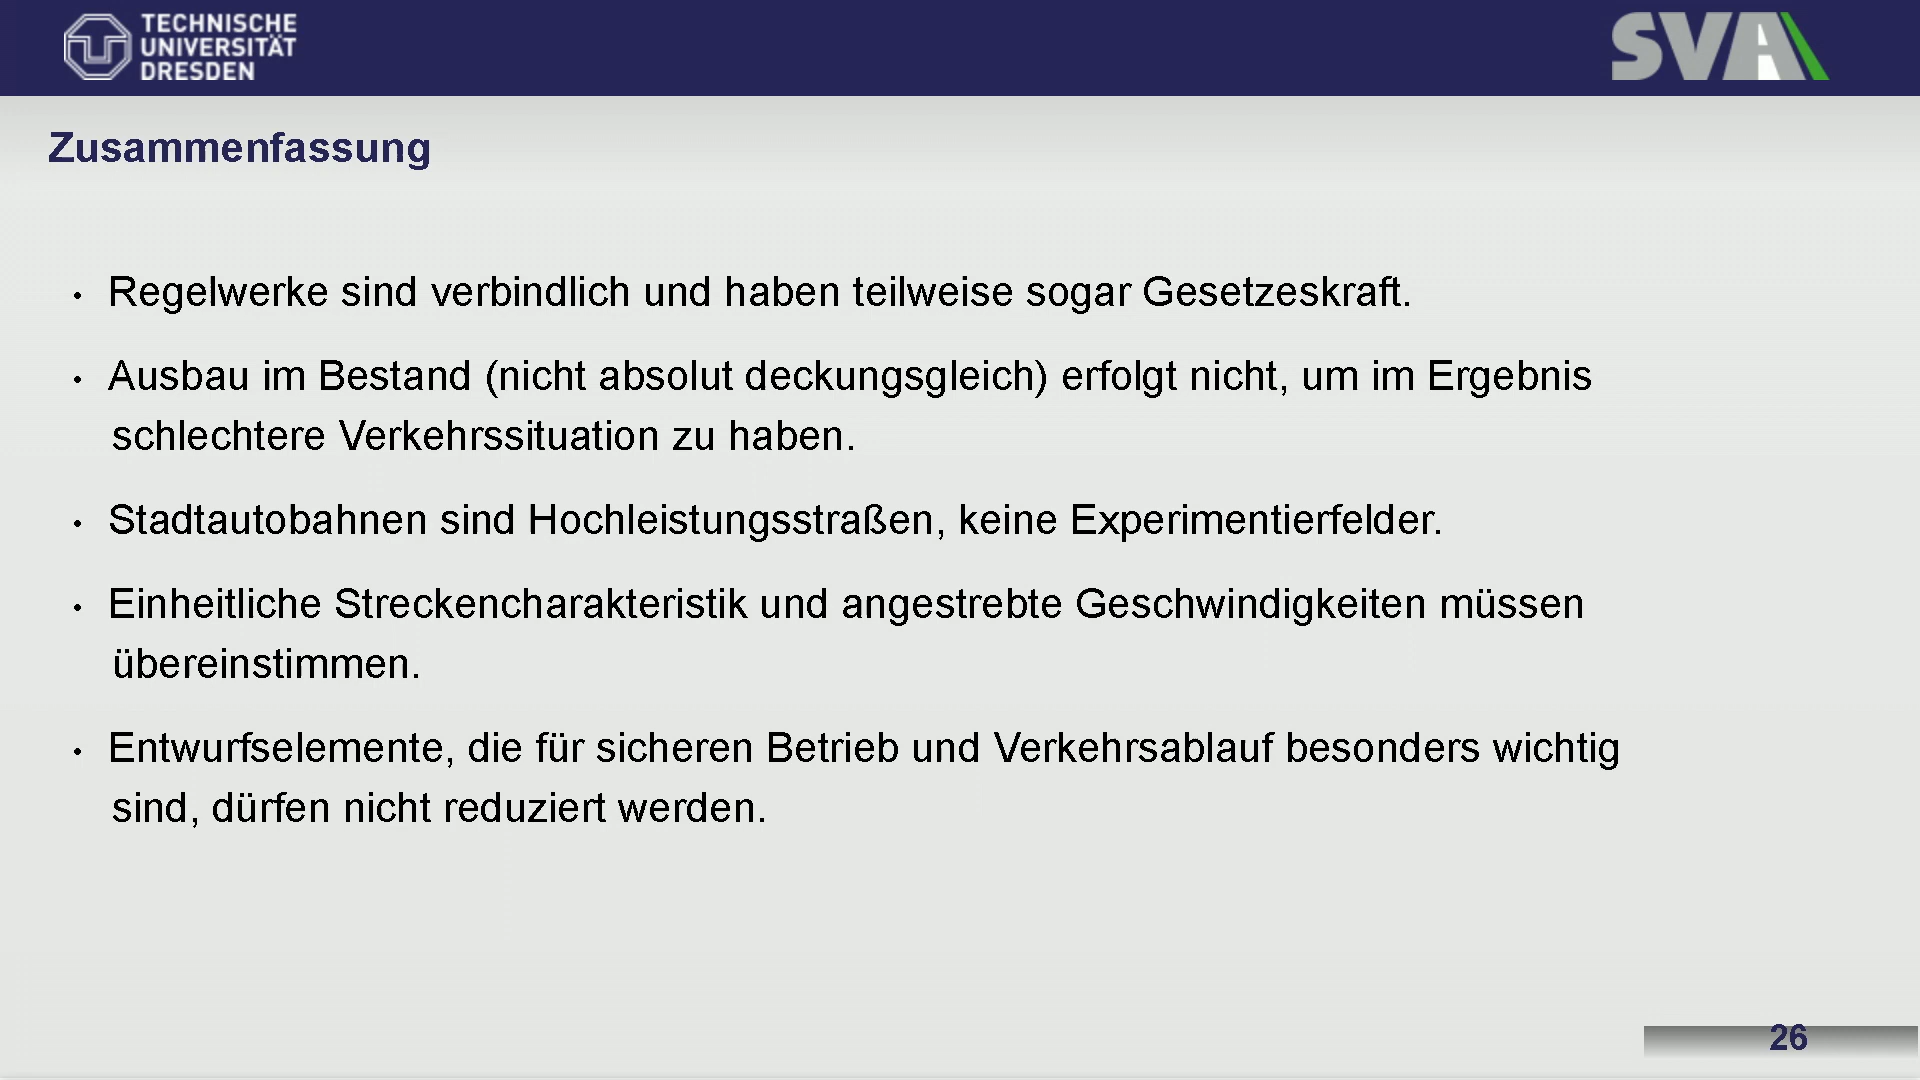 TECHNISCHE
UNIVERSITÄT
DRESDEN
SVA
Zusammenfassung
• Regelwerke sind verbindlich und haben teilweise sogar Gesetzeskraft.
• Ausbau im Bestand (nicht absolut deckungsgleich) erfolgt nicht, um im Ergebnis
schlechtere Verkehrssituation zu haben.
• Stadtautobahnen sind Hochleistungsstraßen, keine Experimentierfelder.
• Einheitliche Streckencharakteristik und angestrebte Geschwindigkeiten müssen
übereinstimmen.
• Entwurfselemente, die für sicheren Betrieb und Verkehrsablauf besonders wichtig
sind, dürfen nicht reduziert werden.
26